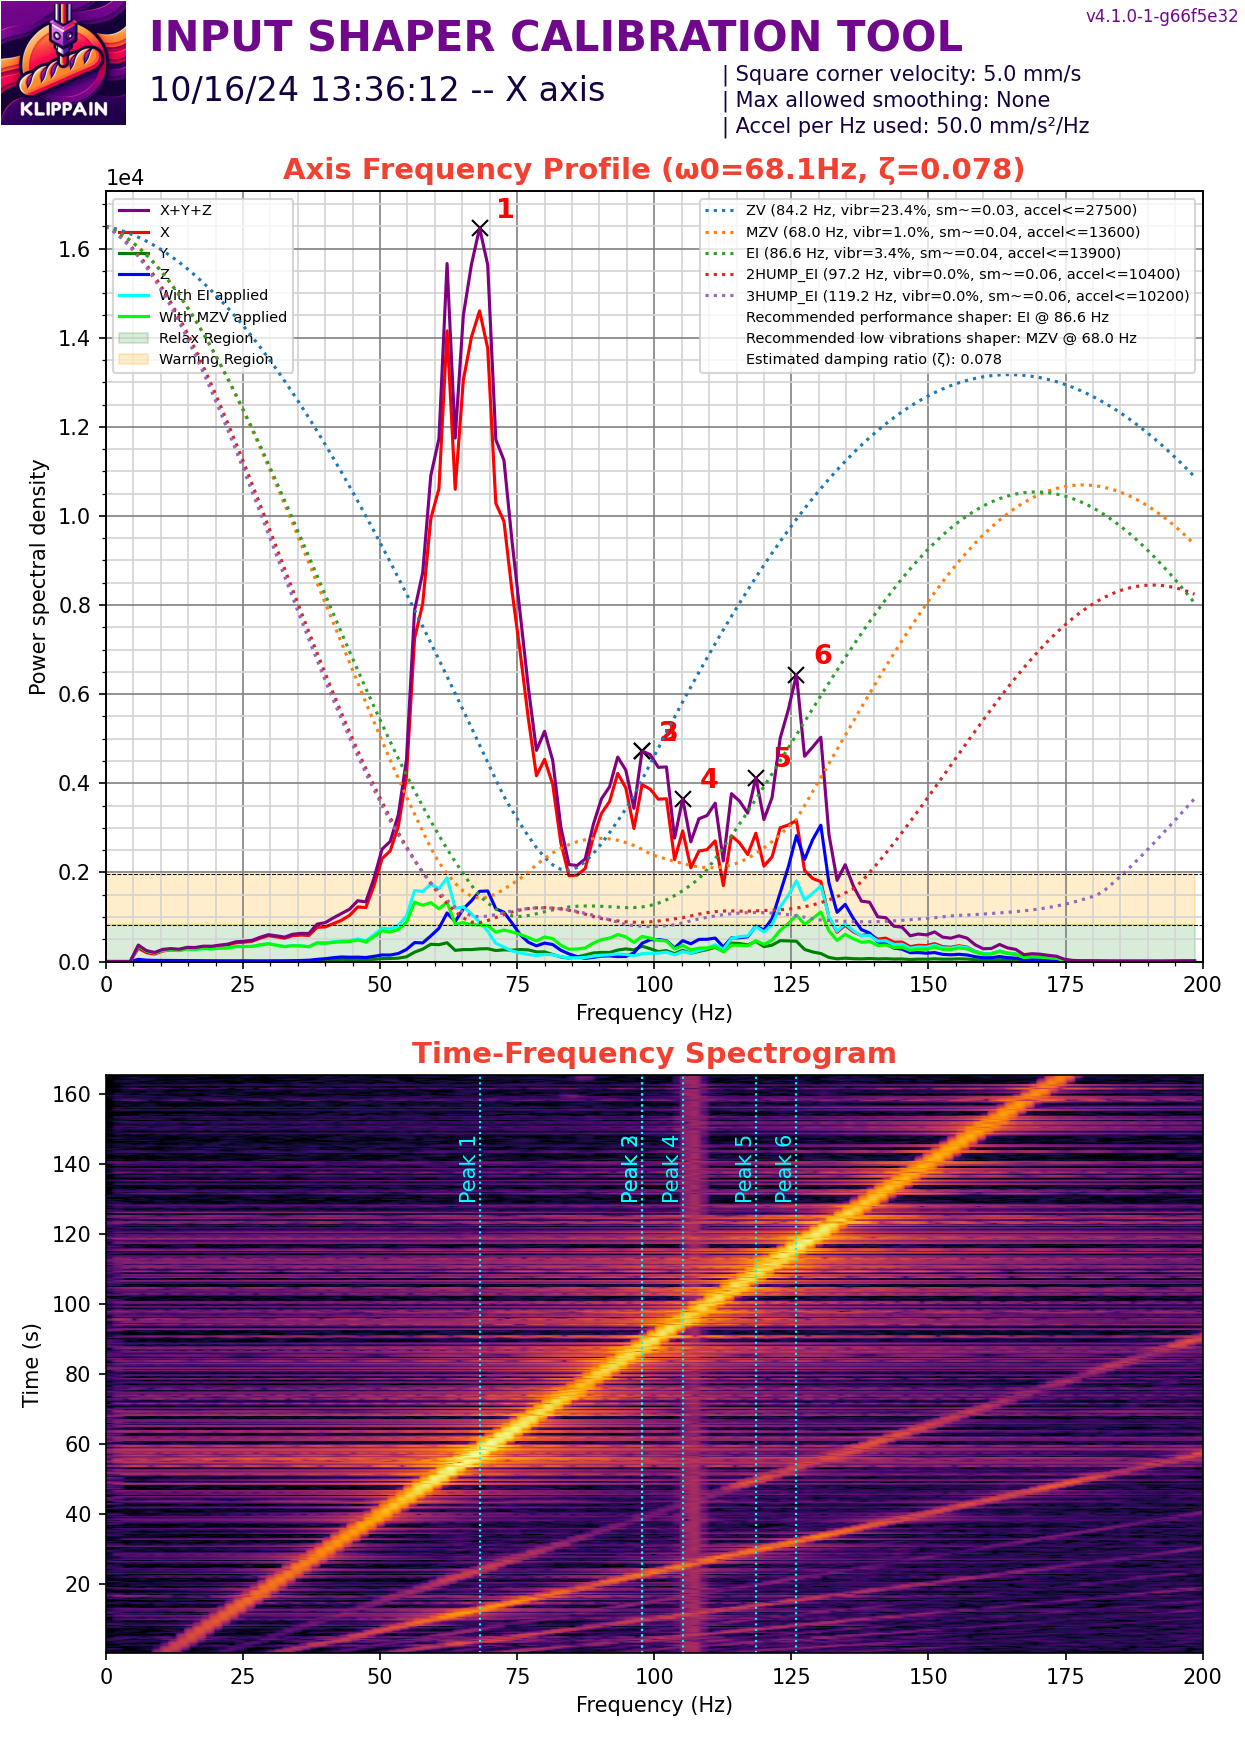 v4.1.0-1-g66f5e32
INPUT SHAPER CALIBRATION TOOL
10/16/24 13:36:12 -- X axis
| Square corner velocity: 5.0 mm/s
| Max allowed smoothing: None
| Accel per Hz used: 50.0 mm/s²/Hz
KLIPPAIN
Axis Frequency Profile (ω0=68.1Hz, ζ=0.078)
1e4
X+Y+Z
X
Y
Z
With EI applied
With MZV applied
Relax Region
Warning Region
ZV (84.2 Hz, vibr=23.4%, sm~=0.03, accel<=27500)
MZV (68.0 Hz, vibr=1.0%, sm~=0.04, accel<=13600)
EI (86.6 Hz, vibr=3.4%, sm~=0.04, accel<=13900)
2HUMP_EI (97.2 Hz, vibr=0.0%, sm~=0.06, accel<=10400)
3HUMP_EI (119.2 Hz, vibr=0.0%, sm~=0.06, accel<=10200)
Recommended performance shaper: EI @ 86.6 Hz
Recommended low vibrations shaper: MZV @ 68.0 Hz
Estimated damping ratio (ζ): 0.078
1
6
3
5
4
1.6
1.4
1.2
1.0
0.8
0.6
0.4
0.2
0.0
Power spectral density
0 25 50 75 100 125 150 175 200
Frequency (Hz)
Time-Frequency Spectrogram
160
140
120
100
80
60
40
20
Time (s)
Peak 1
Peak 3
Peak 4
Peak 5
Peak 6
0 25 50 75 100 125 150 175 200
Frequency (Hz)